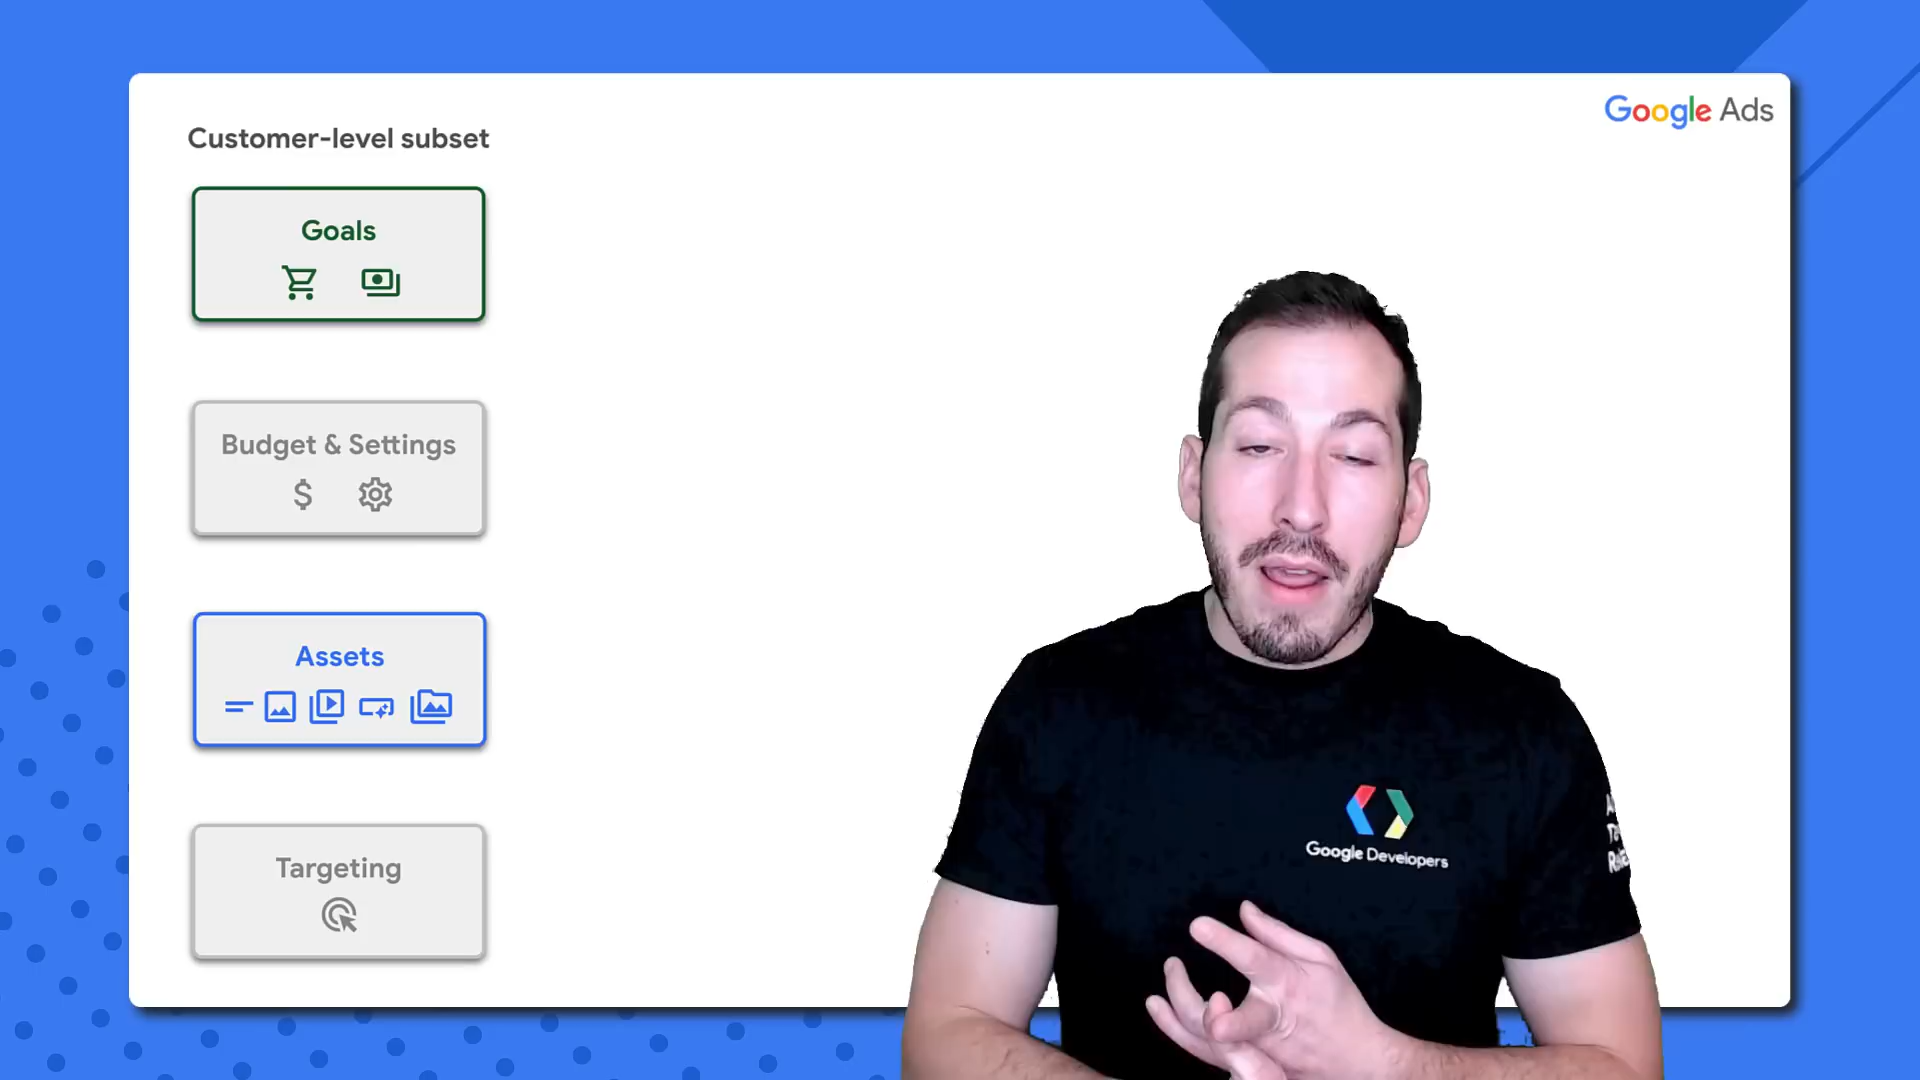 Customer-level subset
Google Ads
Goals
Budget & Settings
$
Assets
Targeting
Google Developers